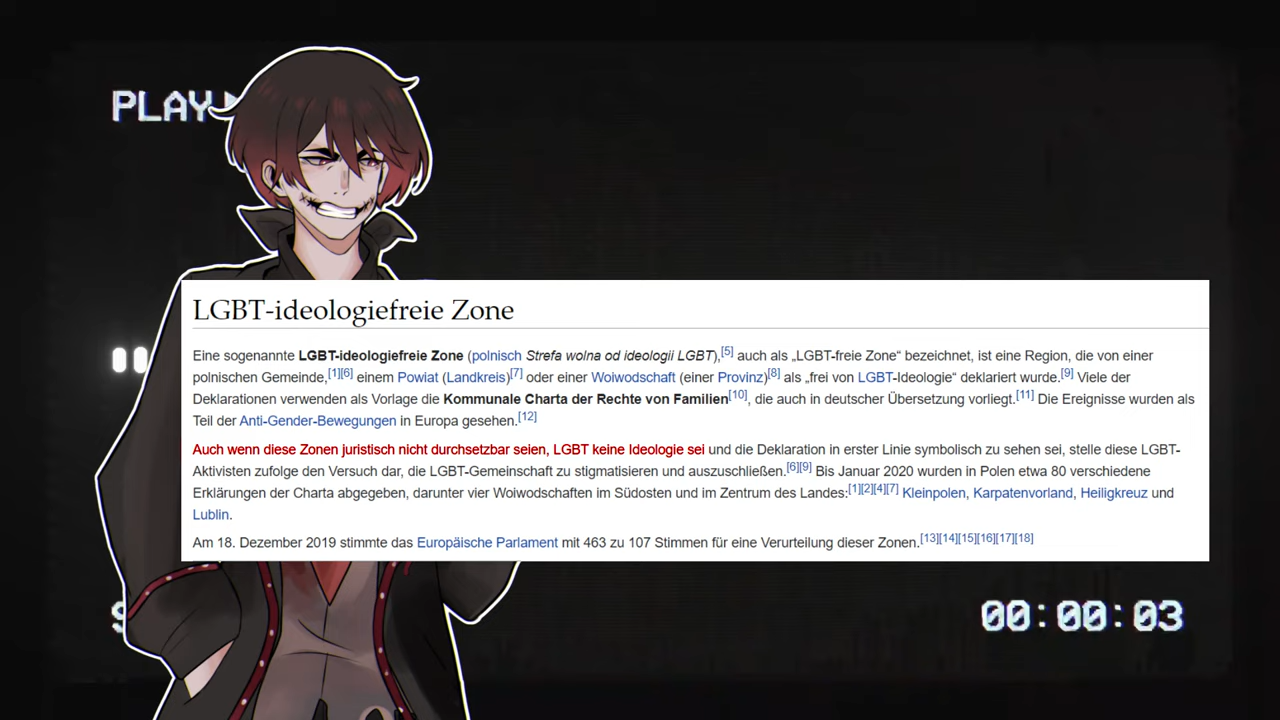 PLAY
LGBT-ideologiefreie Zone
Eine sogenannte LGBT-ideologiefreie Zone (polnisch Strefa wolna od ideologii LGBT),[5] auch als „LGBT-freie Zone“ bezeichnet, ist eine Region, die von einer
polnischen Gemeinde,[1][6] einem Powiat (Landkreis)[7] oder einer Woiwodschaft (einer Provinz)[8] als „frei von LGBT-Ideologie“ deklariert wurde.[9] Viele der
Deklarationen verwenden als Vorlage die Kommunale Charta der Rechte von Familien[10], die auch in deutscher Übersetzung vorliegt.[11] Die Ereignisse wurden als
Teil der Anti-Gender-Bewegungen in Europa gesehen.[12]
Auch wenn diese Zonen juristisch nicht durchsetzbar seien, LGBT keine Ideologie sei und die Deklaration in erster Linie symbolisch zu sehen sei, stelle diese LGBT-
Aktivisten zufolge den Versuch dar, die LGBT-Gemeinschaft zu stigmatisieren und auszuschließen.[6][9] Bis Januar 2020 wurden in Polen etwa 80 verschiedene
Erklärungen der Charta abgegeben, darunter vier Woiwodschaften im Südosten und im Zentrum des Landes:[1][2][4][7] Kleinpolen, Karpatenvorland, Heiligkreuz und
Lublin.
Am 18. Dezember 2019 stimmte das Europäische Parlament mit 463 zu 107 Stimmen für eine Verurteilung dieser Zonen.[13][14][15][16][17][18]
00:00:03